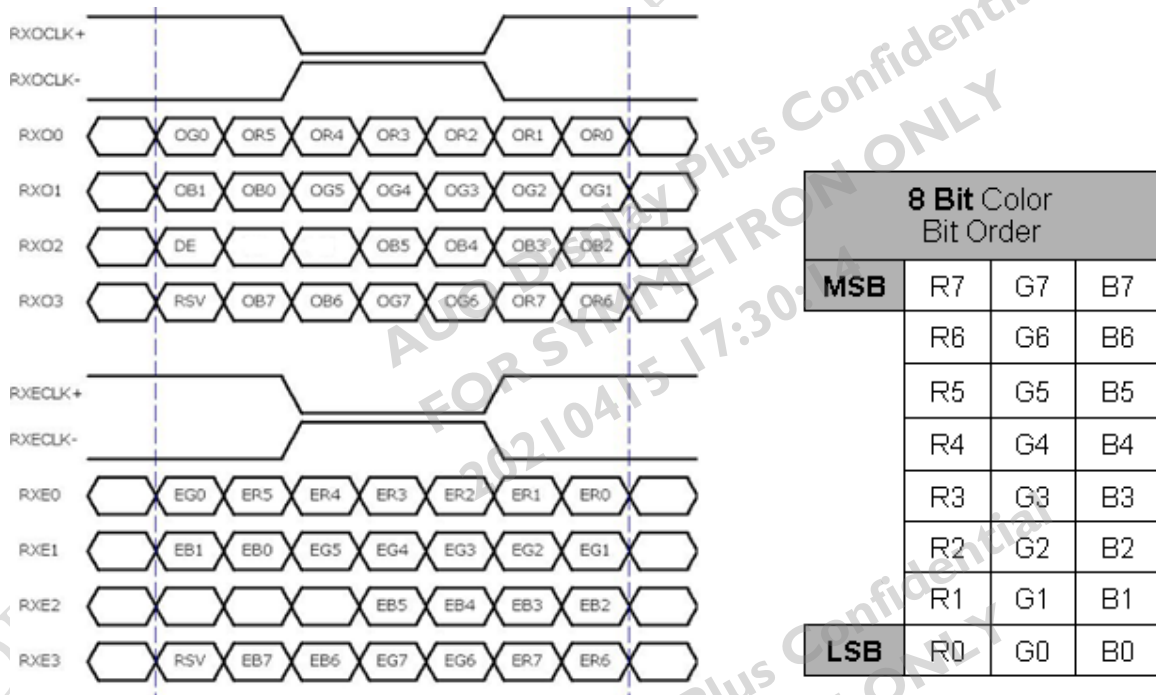 RXOCLK+
RXOCLK-
RXO0 OG0 OR5 OR4 OR3 OR2 OR1 OR0
RXO1 OB1 OB0 OG5 OG4 OG3 OG2 OG1
RXO2 DE OB5 OB4 OB3 OB2
RXO3 RSV OB7 OB6 OG7 OG6 OR7 OR6
RXECLK+
RXECLK-
RXE0 EG0 ER5 ER4 ER3 ER2 ER1 ER0
RXE1 EB1 EB0 EG5 EG4 EG3 EG2 EG1
RXE2 EB5 EB4 EB3 EB2
RXE3 RSV EB7 EB6 EG7 EG6 ER7 ER6
8 Bit Color
Bit Order
MSB R7 G7 B7
R6 G6 B6
R5 G5 B5
R4 G4 B4
R3 G3 B3
R2 G2 B2
R1 G1 B1
LSB R0 G0 B0
AUO Display Plus Confidential
FOR SYMMETRON ONLY
20210415 17:30:14
Plus Confidential
ONLY